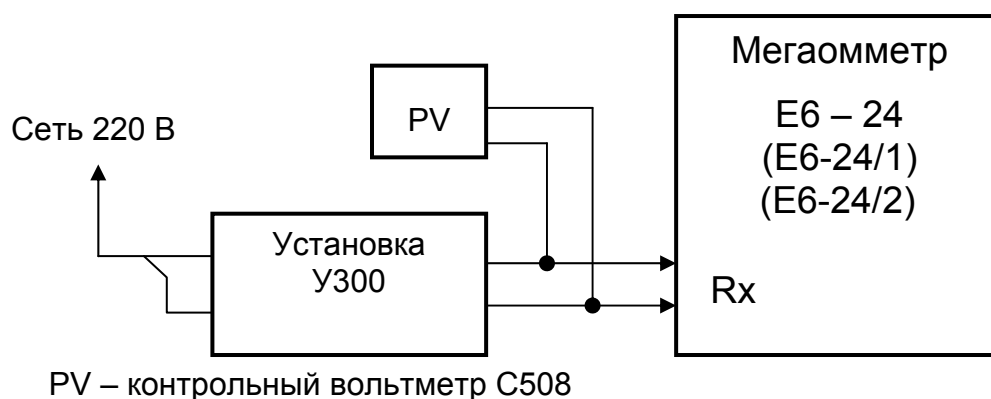 Мегаомметр
Е6 – 24
(Е6-24/1)
(Е6-24/2)
PV
Сеть 220 В
Установка
У300
Rx
PV – контрольный вольтметр С508